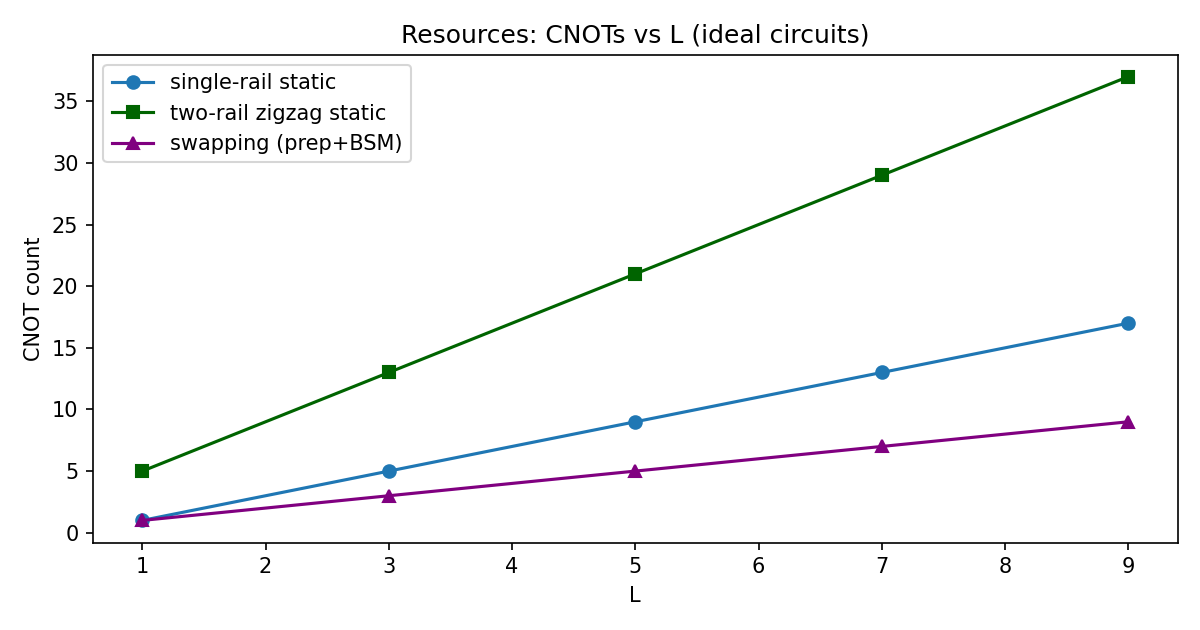 Resources: CNOTs vs L (ideal circuits)
single-rail static
two-rail zigzag static
swapping (prep+BSM)
CNOT count
35
30
25
20
15
10
5
0
1 2 3 4 5 6 7 8 9
L